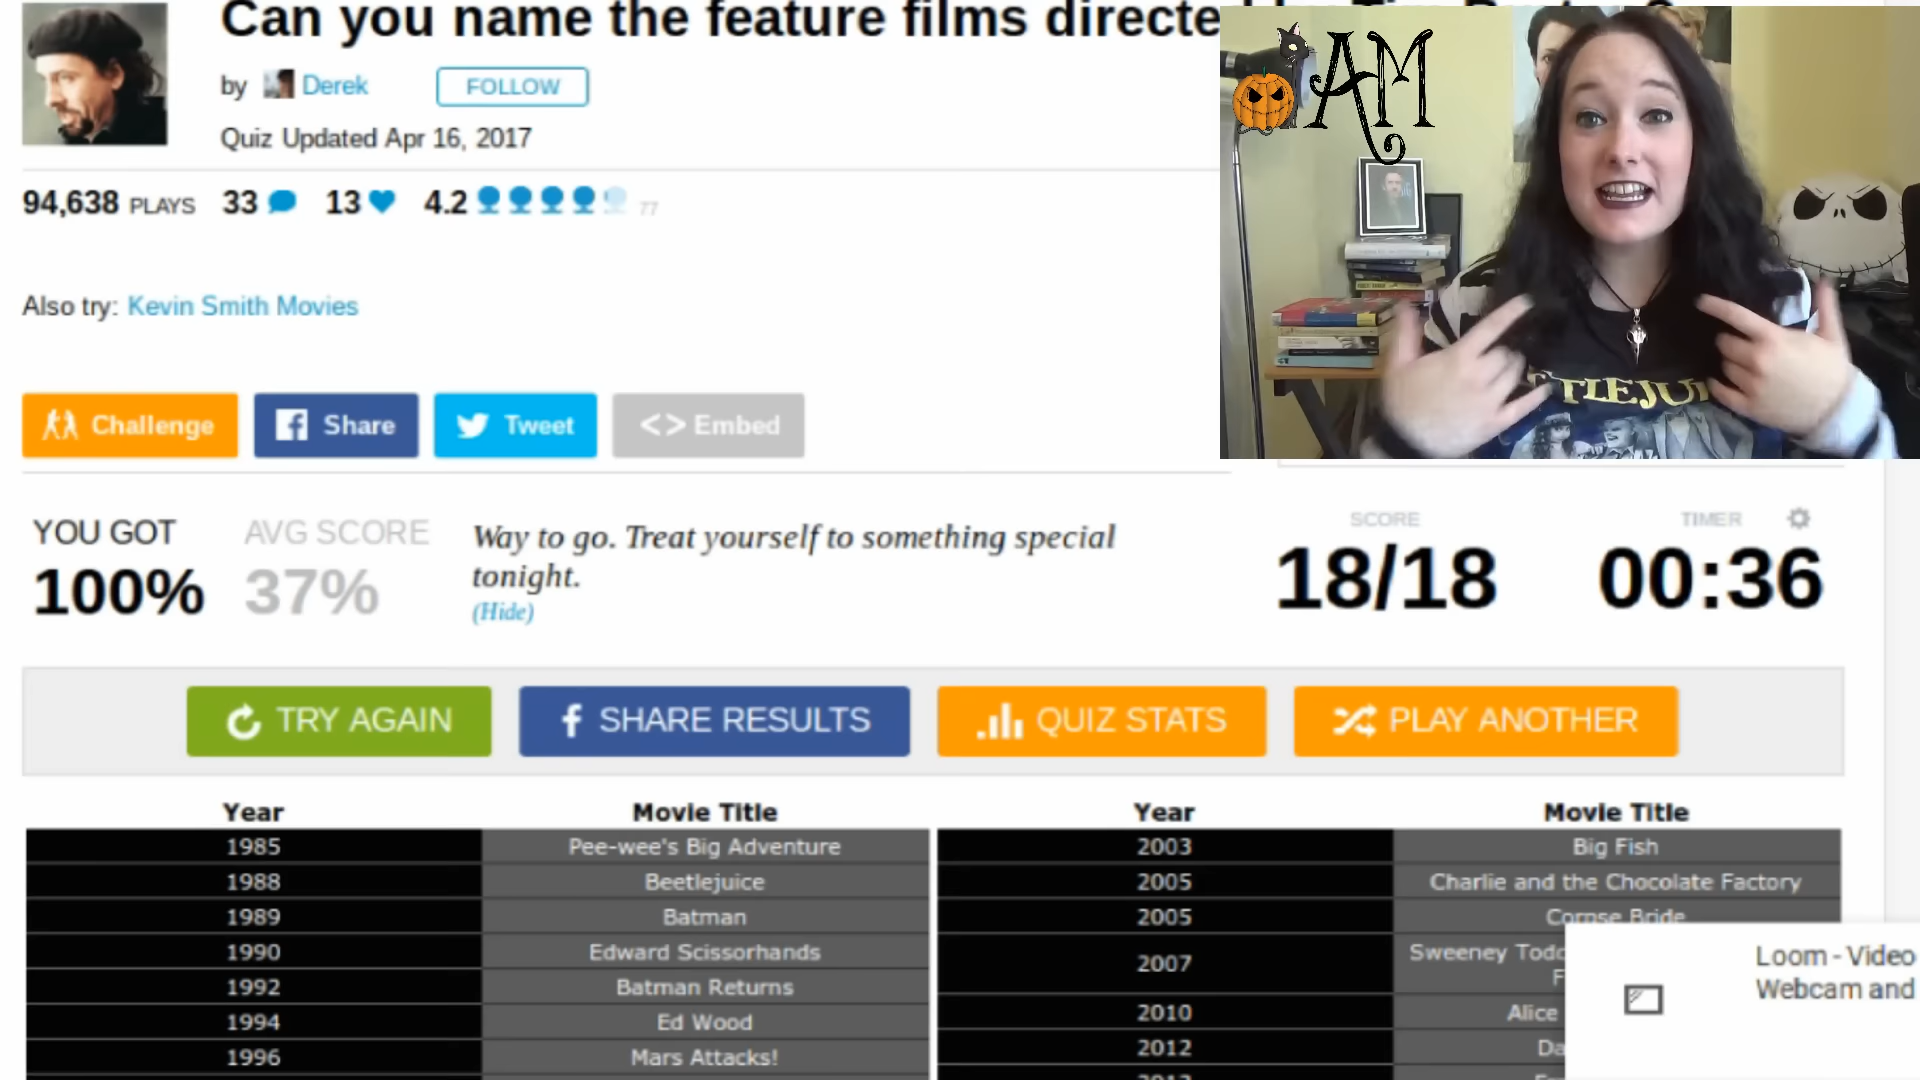 Can you name the feature films directe
by Derek FOLLOW
Quiz Updated Apr 16, 2017
94,638 PLAYS 33 13 4.2 77
Also try: Kevin Smith Movies
Challenge Share Tweet <> Embed
AM
TLEJU
YOU GOT AVG SCORE
100% 37%
Way to go. Treat yourself to something special
tonight.
(Hide)
SCORE TIMER
18/18 00:36
TRY AGAIN SHARE RESULTS QUIZ STATS PLAY ANOTHER
Year Movie Title Year Movie Title
1985 Pee-wee's Big Adventure 2003 Big Fish
1988 Beetlejuice 2005 Charlie and the Chocolate Factory
1989 Batman 2005 Corpse Bride
1990 Edward Scissorhands 2007 Sweeney Todd
1992 Batman Returns 2010 Alice
1994 Ed Wood 2012 Da
1996 Mars Attacks!
Loom - Video
Webcam and